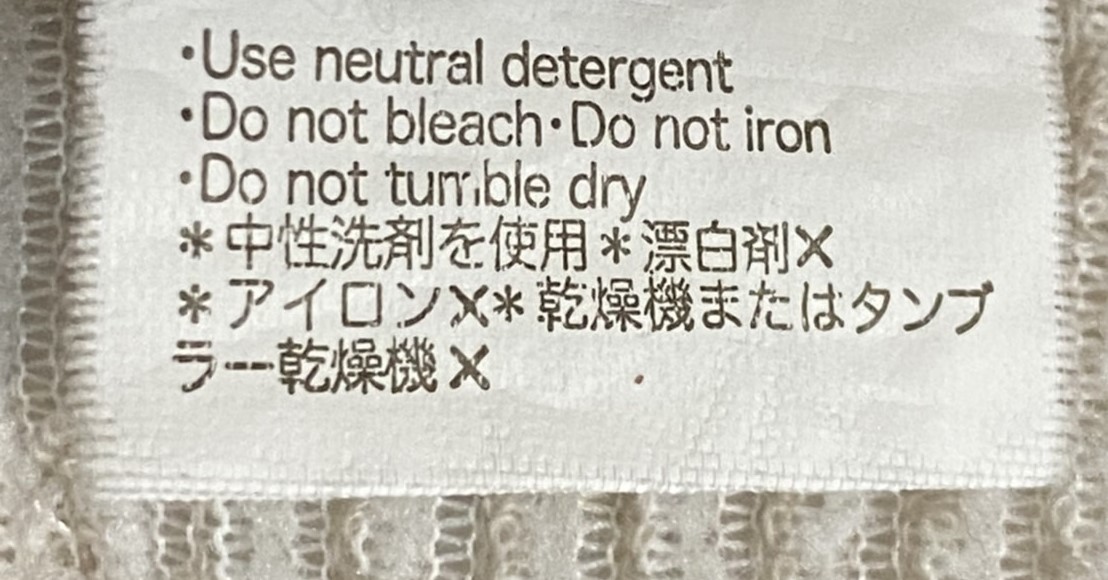 ・Use neutral detergent
・Do not bleach・Do not iron
・Do not tumble dry
＊中性洗剤を使用＊漂白剤✕
＊アイロン✕＊乾燥機またはタンブ
ラー乾燥機✕